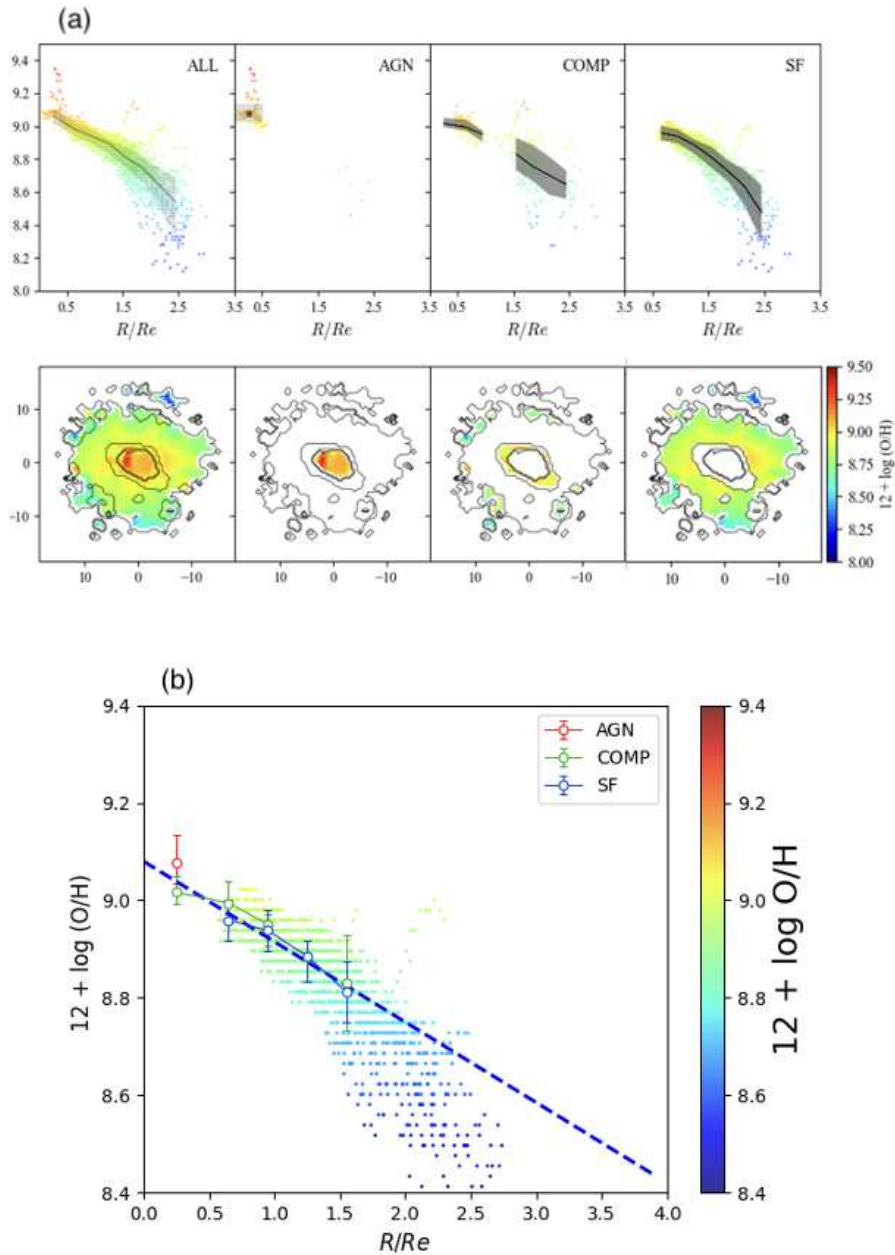 (a)
ALL AGN COMP SF
9.4
9.2
9.0
8.8
8.6
8.4
8.2
8.0
0.5 1.5 2.5 3.5 0.5 1.5 2.5 3.5 0.5 1.5 2.5 3.5 0.5 1.5 2.5 3.5
R/Re R/Re R/Re R/Re
10
0
-10
10 0 -10 10 0 -10 10 0 -10 10 0 -10
9.50
9.25
9.00
8.75
8.50
8.25
8.00
12 + log (O/H)
(b)
AGN
COMP
SF
9.4
9.2
9.0
8.8
8.6
8.4
12 + log (O/H)
0.0 0.5 1.0 1.5 2.0 2.5 3.0 3.5 4.0
R/Re
9.4
9.2
9.0
8.8
8.6
8.4
12 + log O/H